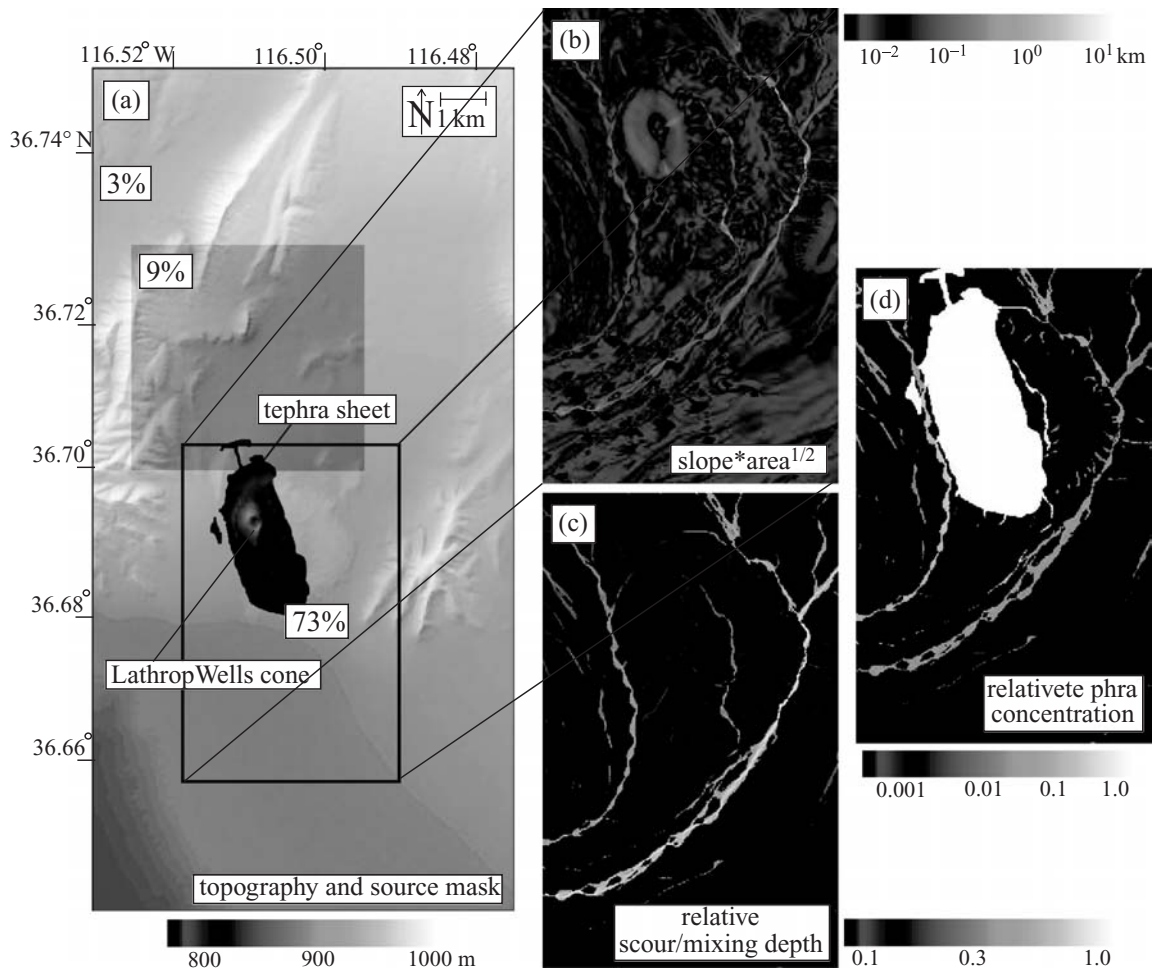 116.52° W
116.50°
116.48°
(a)
N
1 km
36.74° N
3%
9%
36.72°
tephra sheet
36.70°
36.68°
73%
LathropWells cone
36.66°
topography and source mask
800
900
1000 m
(b)
slope*area1/2
10−2
10−1
100
101 km
(c)
relative
scour/mixing depth
0.1
0.3
1.0
(d)
relativete phra
concentration
0.001
0.01
0.1
1.0